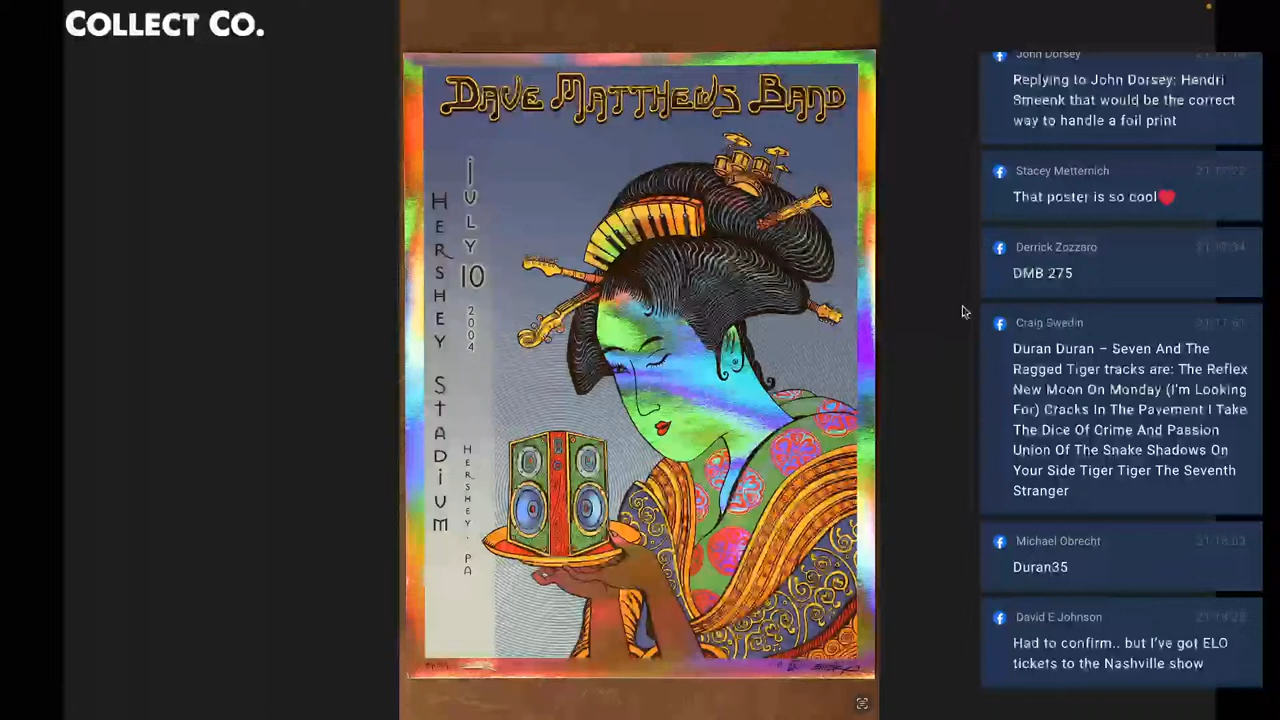 COLLECT CO.
DAVE MATTHEWS BAND
JULY 10 2004
HERSHEY STADIUM
HERSHEY . PA
John Dorsey
Replying to John Dorsey: Hendri
Smeenk that would be the correct
way to handle a foil print
Stacey Metternich
That poster is so cool❤️
Derrick Zozzaro
DMB 275
Craig Swedin
Duran Duran – Seven And The
Ragged Tiger tracks are: The Reflex
New Moon On Monday (I'm Looking
For) Cracks In The Pavement I Take
The Dice Of Crime And Passion
Union Of The Snake Shadows On
Your Side Tiger Tiger The Seventh
Stranger
Michael Obrecht
Duran35
David E Johnson
Had to confirm.. but I've got ELO
tickets to the Nashville show